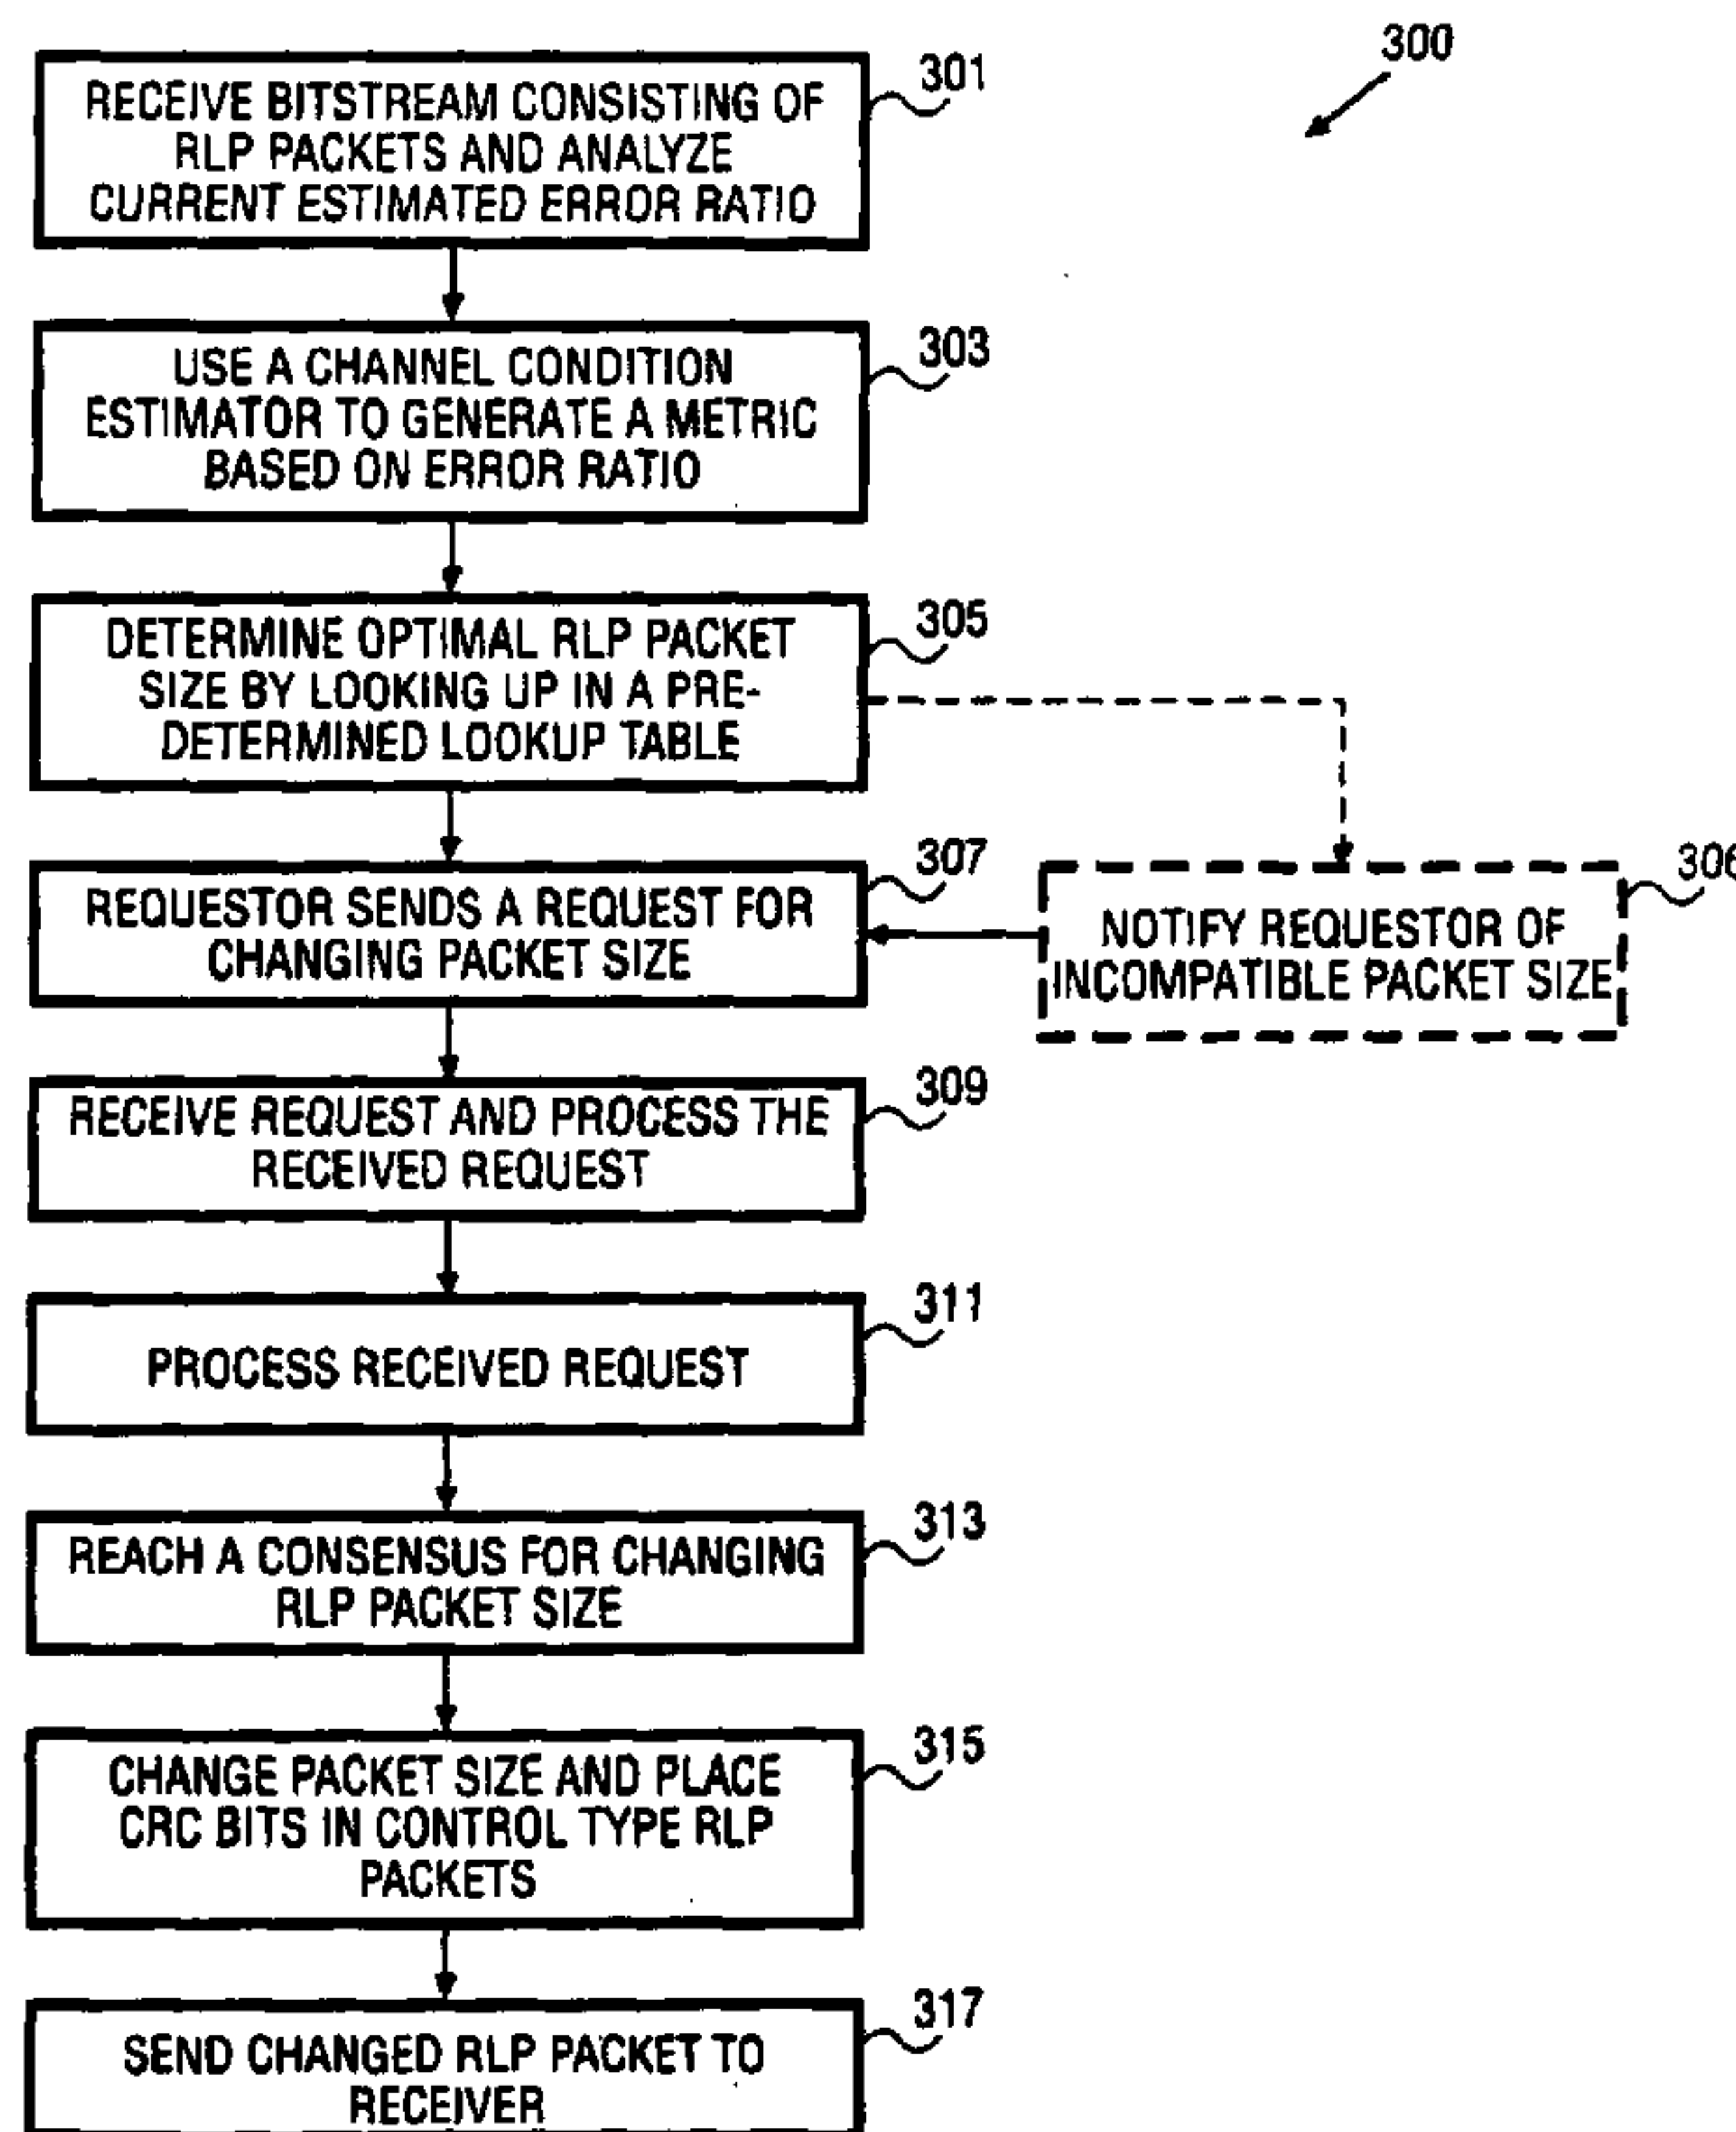 300
RECEIVE BITSTREAM CONSISTING OF
RLP PACKETS AND ANALYZE
CURRENT ESTIMATED ERROR RATIO
301
USE A CHANNEL CONDITION
ESTIMATOR TO GENERATE A METRIC
BASED ON ERROR RATIO
303
DETERMINE OPTIMAL RLP PACKET
SIZE BY LOOKING UP IN A PRE-
DETERMINED LOOKUP TABLE
305
REQUESTOR SENDS A REQUEST FOR
CHANGING PACKET SIZE
307
NOTIFY REQUESTOR OF
INCOMPATIBLE PACKET SIZE
306
RECEIVE REQUEST AND PROCESS THE
RECEIVED REQUEST
309
PROCESS RECEIVED REQUEST
311
REACH A CONSENSUS FOR CHANGING
RLP PACKET SIZE
313
CHANGE PACKET SIZE AND PLACE
CRC BITS IN CONTROL TYPE RLP
PACKETS
315
SEND CHANGED RLP PACKET TO
RECEIVER
317